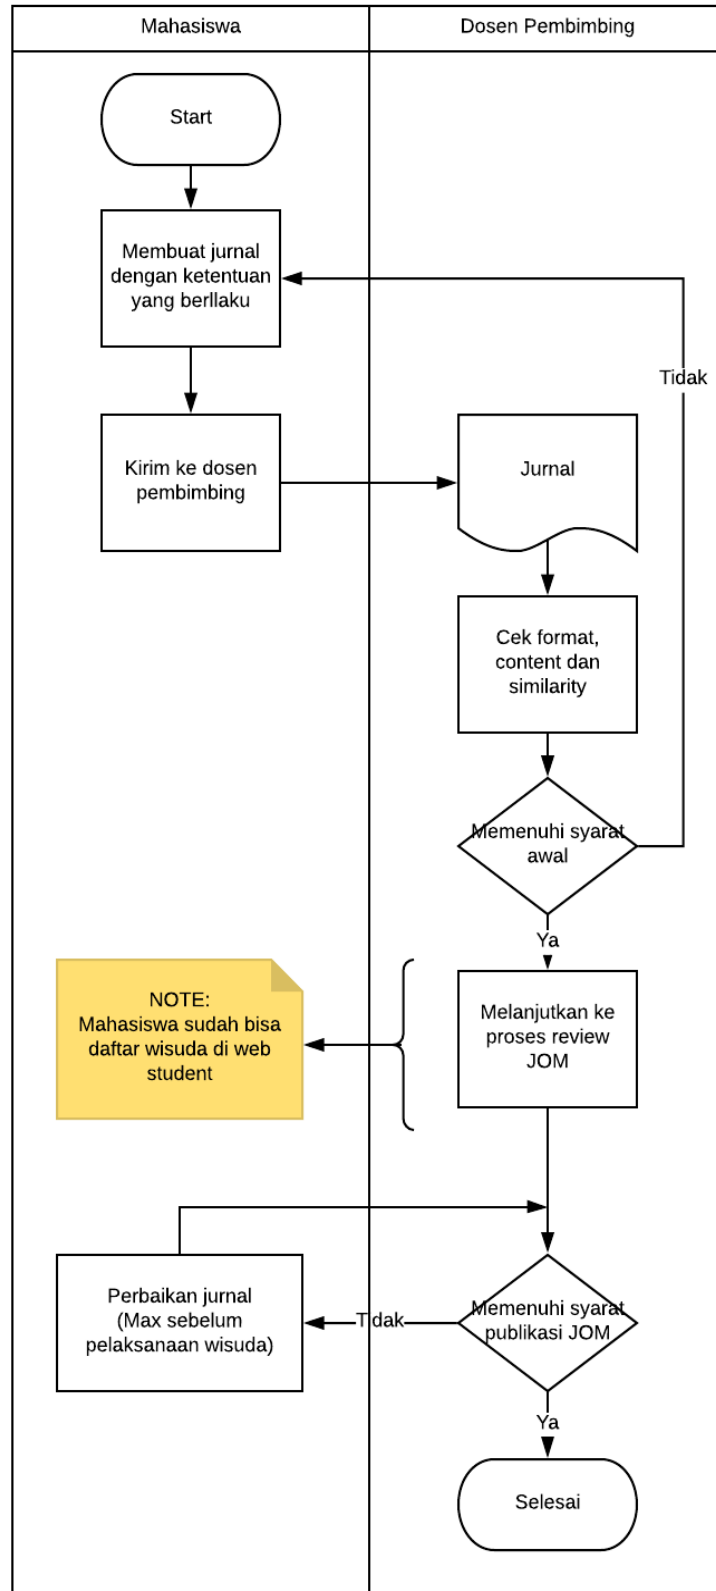 Mahasiswa
Dosen Pembimbing
Start
Membuat jurnal
dengan ketentuan
yang berllaku
Tidak
Kirim ke dosen
pembimbing
Jurnal
Cek format,
content dan
similarity
Memenuhi syarat
awal
Ya
NOTE:
Mahasiswa sudah bisa
daftar wisuda di web
student
Melanjutkan ke
proses review
JOM
Perbaikan jurnal
(Max sebelum
pelaksanaan wisuda)
Tidak
Memenuhi syarat
publikasi JOM
Ya
Selesai